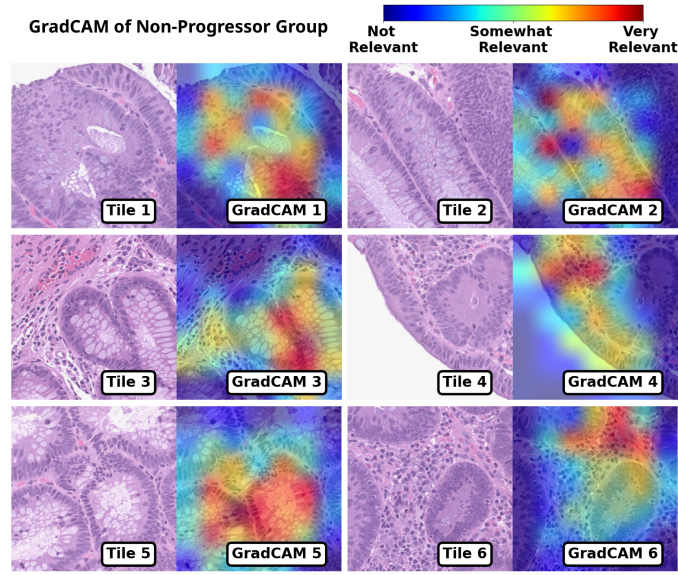 GradCAM of Non-Progressor Group
Not Relevant
Somewhat Relevant
Very Relevant
Tile 1
GradCAM 1
Tile 2
GradCAM 2
Tile 3
GradCAM 3
Tile 4
GradCAM 4
Tile 5
GradCAM 5
Tile 6
GradCAM 6